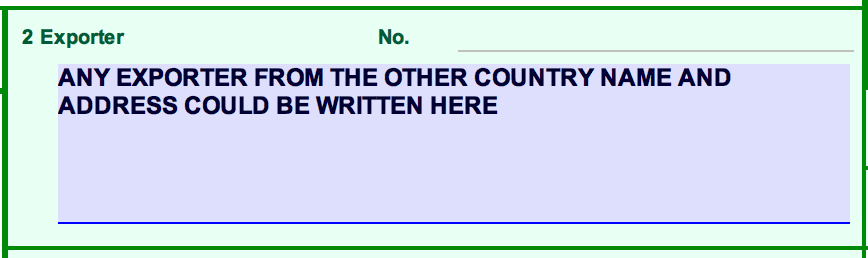 2 Exporter No.
ANY EXPORTER FROM THE OTHER COUNTRY NAME AND
ADDRESS COULD BE WRITTEN HERE